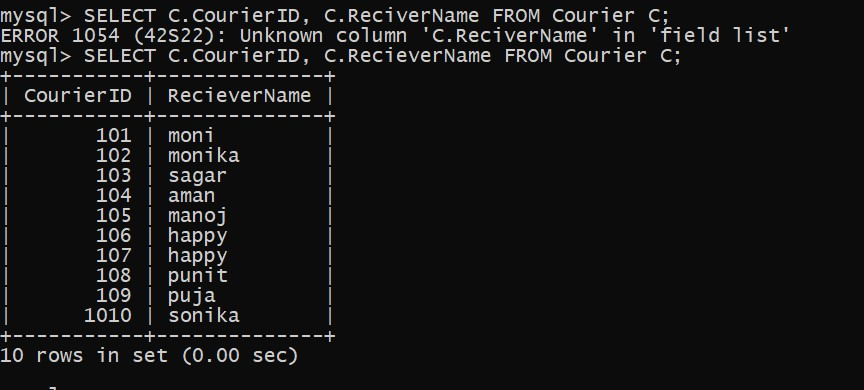 mysql> SELECT C.CourierID, C.ReciverName FROM Courier C;
ERROR 1054 (42S22): Unknown column 'C.ReciverName' in 'field list'
mysql> SELECT C.CourierID, C.RecieverName FROM Courier C;
+-----------+--------------+
| CourierID | RecieverName |
+-----------+--------------+
|       101 | moni         |
|       102 | monika       |
|       103 | sagar        |
|       104 | aman         |
|       105 | manoj        |
|       106 | happy        |
|       107 | happy        |
|       108 | punit        |
|       109 | puja         |
|      1010 | sonika       |
+-----------+--------------+
10 rows in set (0.00 sec)